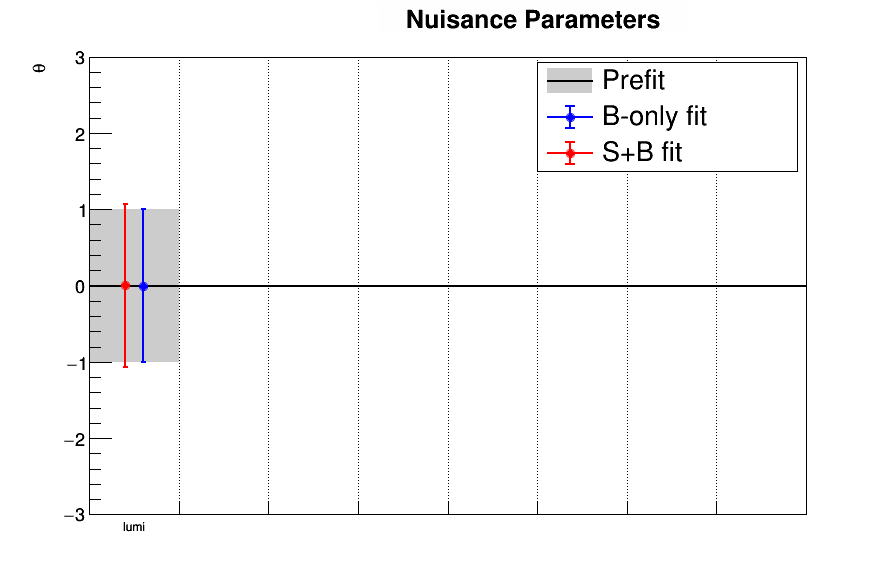 Nuisance Parameters
θ
3
2
1
0
−1
−2
−3
Prefit
B-only fit
S+B fit
lumi